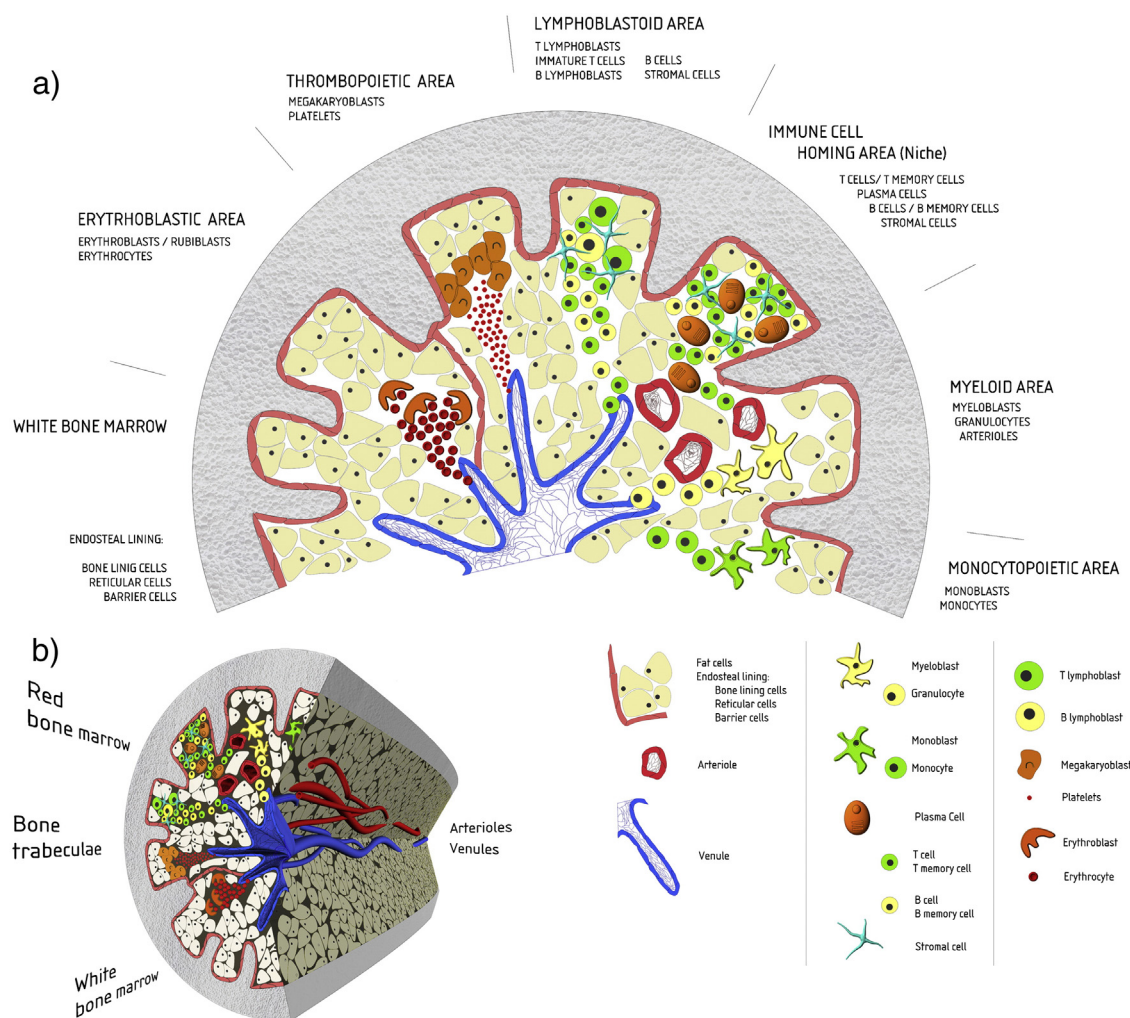 a)
LYMPHOBLASTOID AREA
T LYMPHOBLASTS
IMMATURE T CELLS B CELLS
B LYMPHOBLASTS STROMAL CELLS
THROMBOPOIETIC AREA
MEGAKARYOBLASTS
PLATELETS
IMMUNE CELL
HOMING AREA (Niche)
T CELLS/ T MEMORY CELLS
PLASMA CELLS
B CELLS / B MEMORY CELLS
STROMAL CELLS
ERYTRHOBLASTIC AREA
ERYTHROBLASTS / RUBIBLASTS
ERYTHROCYTES
WHITE BONE MARROW
MYELOID AREA
MYELOBLASTS
GRANULOCYTES
ARTERIOLES
ENDOSTEAL LINING:
BONE LINIG CELLS
RETICULAR CELLS
BARRIER CELLS
MONOCYTOPOIETIC AREA
MONOBLASTS
MONOCYTES
b)
Red
bone marrow
Bone
trabeculae
White
bone marrow
Arterioles
Venules
Fat cells
Endosteal lining:
Bone lining cells
Reticular cells
Barrier cells
Arteriole
Venule
Myeloblast
Granulocyte
Monoblast
Monocyte
Plasma Cell
T cell
T memory cell
B cell
B memory cell
Stromal cell
T lymphoblast
B lymphoblast
Megakaryoblast
Platelets
Erythroblast
Erythrocyte